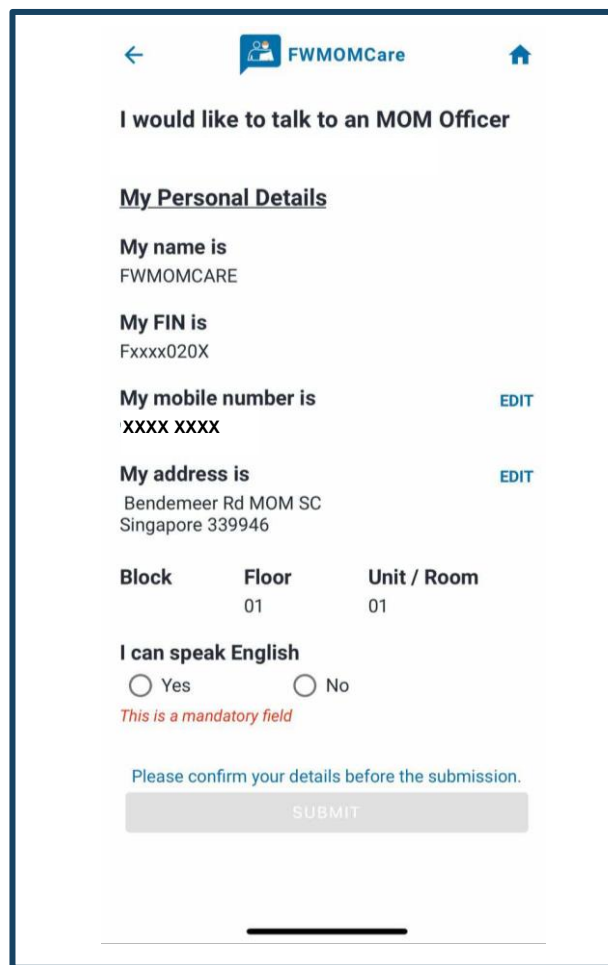 FWMOMCare
I would like to talk to an MOM Officer
My Personal Details
My name is
FWMOMCARE
My FIN is
Fxxxx020X
My mobile number is EDIT
XXXX XXXX
My address is EDIT
Bendemeer Rd MOM SC
Singapore 339946
Block Floor Unit / Room
01 01
I can speak English
Yes No
This is a mandatory field
Please confirm your details before the submission.
SUBMIT